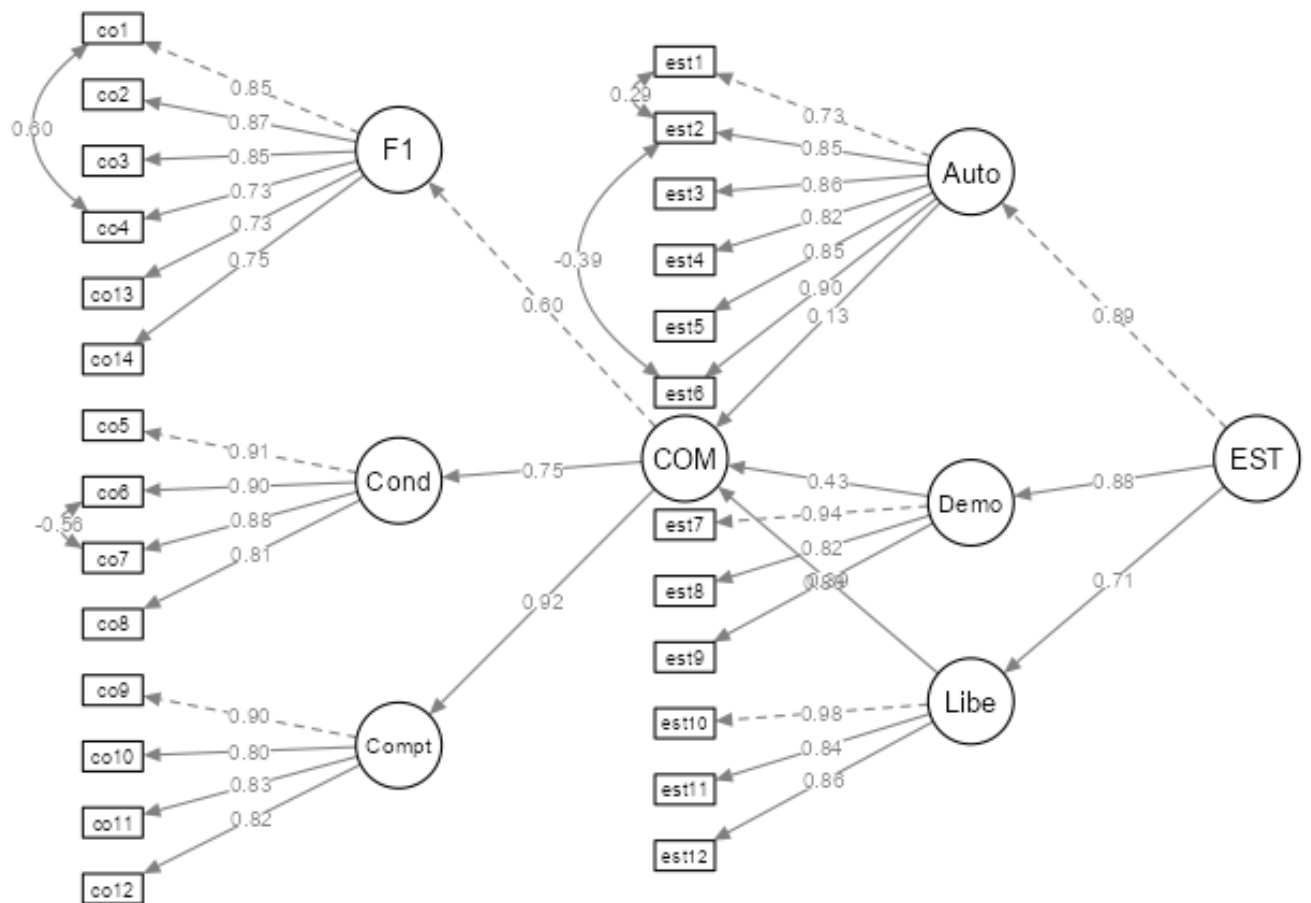 co1
co2
co3
co4
co13
co14
co5
co6
co7
co8
co9
co10
co11
co12
0.60
-0.56
0.85
0.87
0.85
0.73
0.73
0.75
0.91
0.90
0.88
0.81
0.90
0.80
0.83
0.82
F1
Cond
Compt
0.60
0.75
0.92
COM
est1
est2
est3
est4
est5
est6
est7
est8
est9
est10
est11
est12
0.29
-0.39
0.73
0.85
0.86
0.82
0.85
0.90
0.13
0.43
0.94
0.82
0.98
0.84
0.86
Auto
Demo
Libe
0.89
0.88
0.71
EST